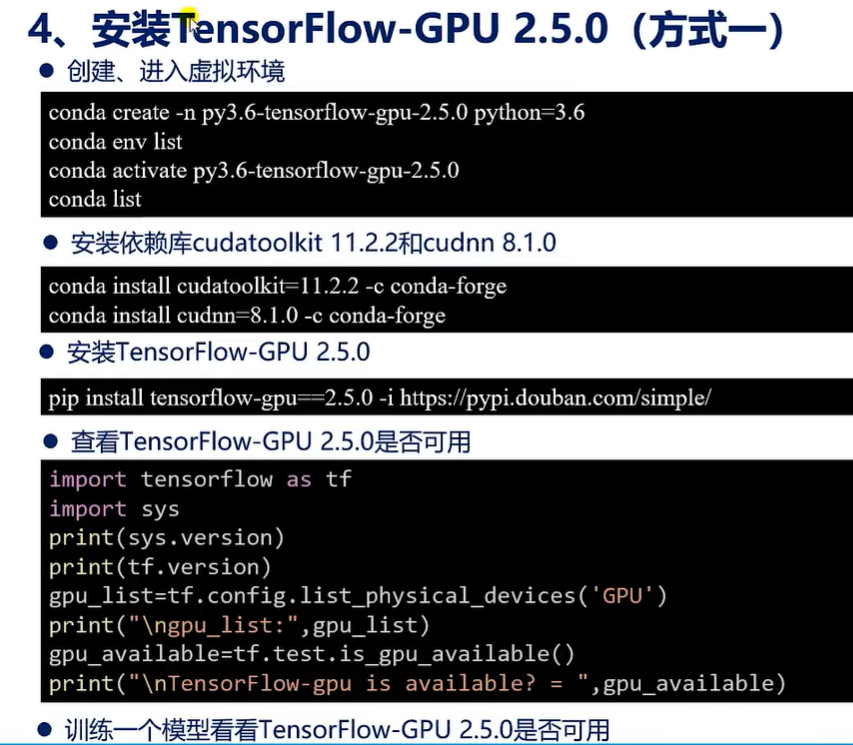 4、安装TensorFlow-GPU 2.5.0（方式一）
● 创建、进入虚拟环境
conda create -n py3.6-tensorflow-gpu-2.5.0 python=3.6
conda env list
conda activate py3.6-tensorflow-gpu-2.5.0
conda list
● 安装依赖库cudatoolkit 11.2.2和cudnn 8.1.0
conda install cudatoolkit=11.2.2 -c conda-forge
conda install cudnn=8.1.0 -c conda-forge
● 安装TensorFlow-GPU 2.5.0
pip install tensorflow-gpu==2.5.0 -i https://pypi.douban.com/simple/
● 查看TensorFlow-GPU 2.5.0是否可用
import tensorflow as tf
import sys
print(sys.version)
print(tf.version)
gpu_list=tf.config.list_physical_devices('GPU')
print("\ngpu_list:",gpu_list)
gpu_available=tf.test.is_gpu_available()
print("\nTensorFlow-gpu is available? = ",gpu_available)
● 训练一个模型看看TensorFlow-GPU 2.5.0是否可用